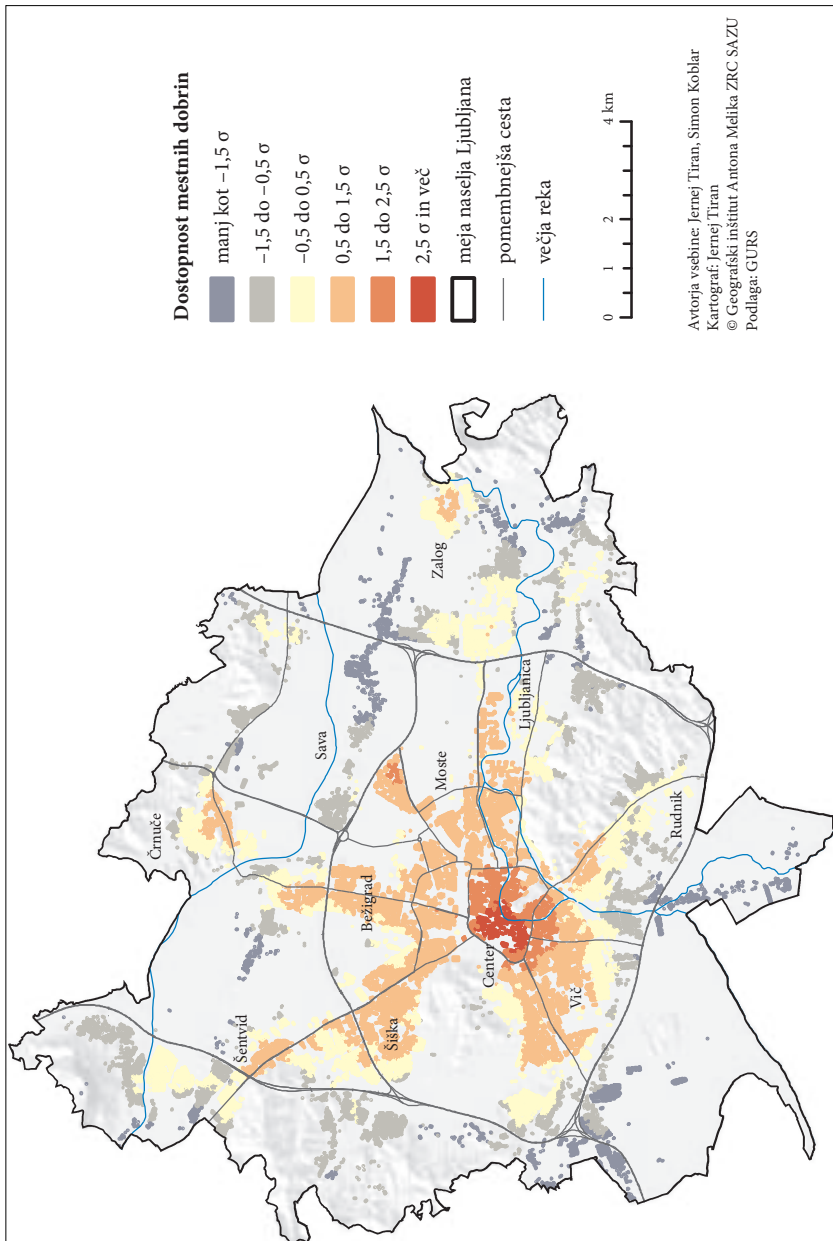 Dostopnost mestnih dobrin
manj kot −1,5 σ
−1,5 do −0,5 σ
−0,5 do 0,5 σ
0,5 do 1,5 σ
1,5 do 2,5 σ
2,5 σ in več
meja naselja Ljubljana
pomembnejša cesta
večja reka
0 1 2 4 km
Avtorja vsebine: Jernej Tiran, Simon Koblar
Kartograf: Jernej Tiran
© Geografski inštitut Antona Melika ZRC SAZU
Podlaga: GURS
Črnuče
Šentvid
Sava
Bežigrad
Šiška
Moste
Zalog
Center
Ljubljanica
Vič
Rudnik